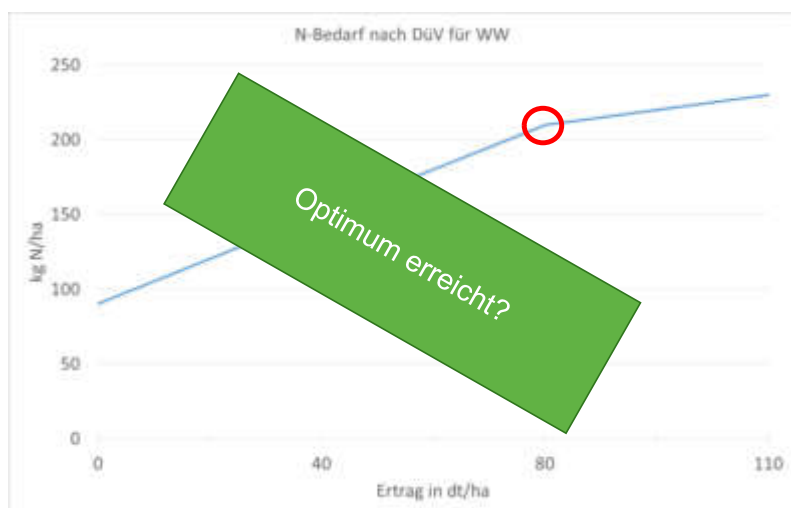 N-Bedarf nach DüV für WW
250
200
150
100
50
0
kg N/ha
Optimum erreicht?
0 40 80 110
Ertrag in dt/ha